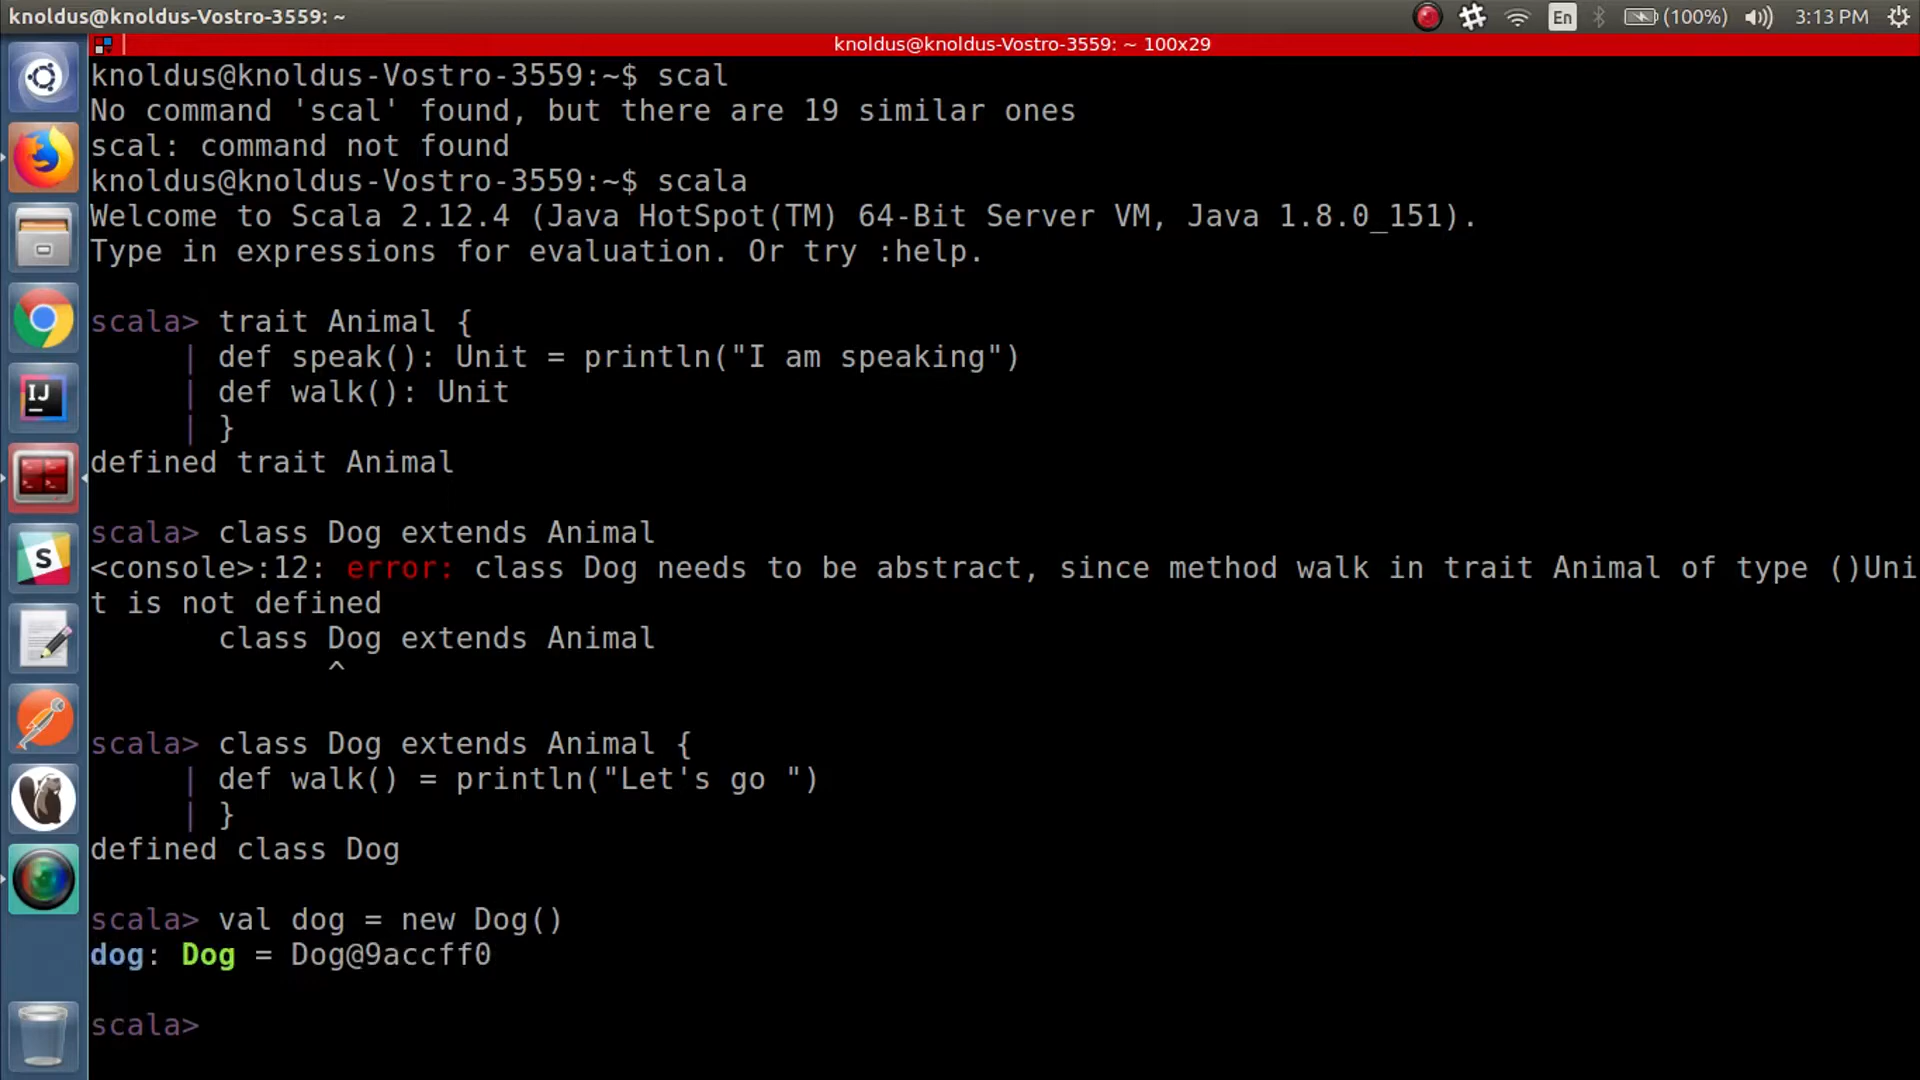 knoldus@knoldus-Vostro-3559: ~
En
(100%)
3:13 PM
knoldus@knoldus-Vostro-3559: ~ 100x29
knoldus@knoldus-Vostro-3559:~$ scal
No command 'scal' found, but there are 19 similar ones
scal: command not found
knoldus@knoldus-Vostro-3559:~$ scala
Welcome to Scala 2.12.4 (Java HotSpot(TM) 64-Bit Server VM, Java 1.8.0_151).
Type in expressions for evaluation. Or try :help.
scala> trait Animal {
| def speak(): Unit = println("I am speaking")
| def walk(): Unit
| }
defined trait Animal
scala> class Dog extends Animal
<console>:12: error: class Dog needs to be abstract, since method walk in trait Animal of type ()Uni
t is not defined
class Dog extends Animal
^
scala> class Dog extends Animal {
| def walk() = println("Let's go ")
| }
defined class Dog
scala> val dog = new Dog()
dog: Dog = Dog@9accff0
scala>
IJ
S